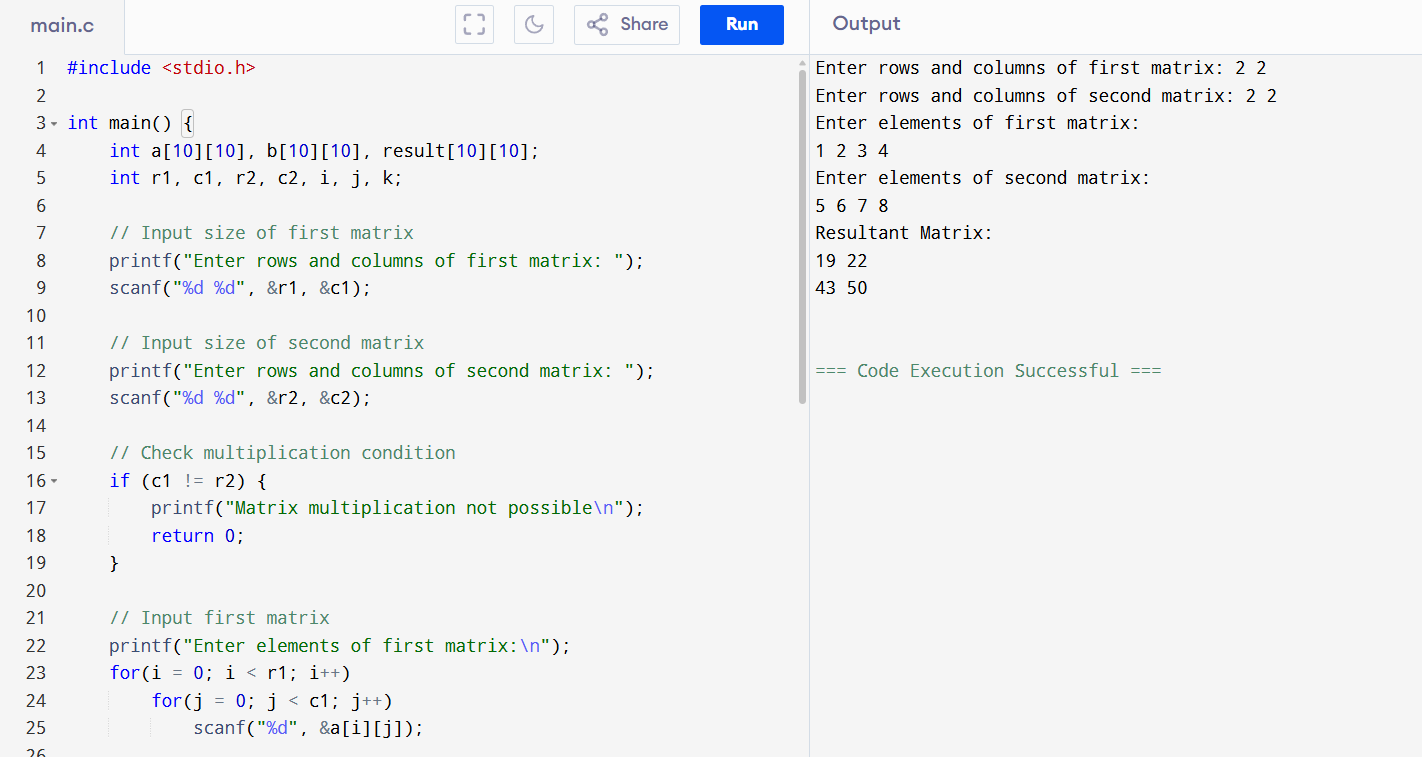 main.c
Share
Run
Output
1 #include <stdio.h>
2
3 int main() {
4     int a[10][10], b[10][10], result[10][10];
5     int r1, c1, r2, c2, i, j, k;
6
7     // Input size of first matrix
8     printf("Enter rows and columns of first matrix: ");
9     scanf("%d %d", &r1, &c1);
10
11     // Input size of second matrix
12     printf("Enter rows and columns of second matrix: ");
13     scanf("%d %d", &r2, &c2);
14
15     // Check multiplication condition
16     if (c1 != r2) {
17         printf("Matrix multiplication not possible\n");
18         return 0;
19     }
20
21     // Input first matrix
22     printf("Enter elements of first matrix:\n");
23     for(i = 0; i < r1; i++)
24         for(j = 0; j < c1; j++)
25             scanf("%d", &a[i][j]);
26
Enter rows and columns of first matrix: 2 2
Enter rows and columns of second matrix: 2 2
Enter elements of first matrix:
1 2 3 4
Enter elements of second matrix:
5 6 7 8
Resultant Matrix:
19 22
43 50
=== Code Execution Successful ===